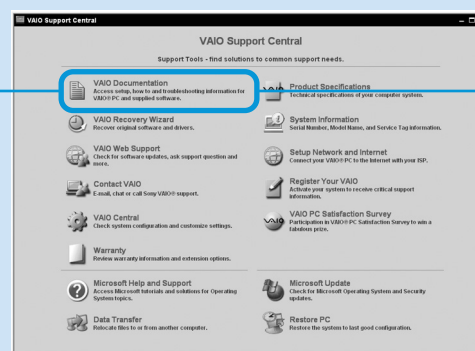 VAIO Support Central
VAIO Support Central
Support Tools - find solutions to common support needs.
VAIO Documentation
Access setup, how to and troubleshooting information for
VAIO® PC and supplied software.
VAIO Recovery Wizard
Recover original software and drivers.
VAIO Web Support
Check for software updates, ask support question and
more.
Contact VAIO
E-mail, chat or call Sony VAIO® support.
VAIO Central
Check system configuration and customize settings.
Warranty
Review warranty information and extension options.
Product Specifications
Technical specifications of your computer system.
System Information
Serial Number, Model Name, and Service Tag information.
Setup Network and Internet
Connect your VAIO® PC to the Internet with your ISP.
Register Your VAIO
Activate your system to receive critical support
information.
VAIO
VAIO PC Satisfaction Survey
Participation in VAIO® PC Satisfaction Survey to win a
fabulous prize.
Microsoft Help and Support
Access Microsoft tutorials and solutions for Operating
System topics.
Data Transfer
Relocate files to or from another computer.
Microsoft Update
Check for Microsoft Operating System and Security
updates.
Restore PC
Restore the system to last good configuration.